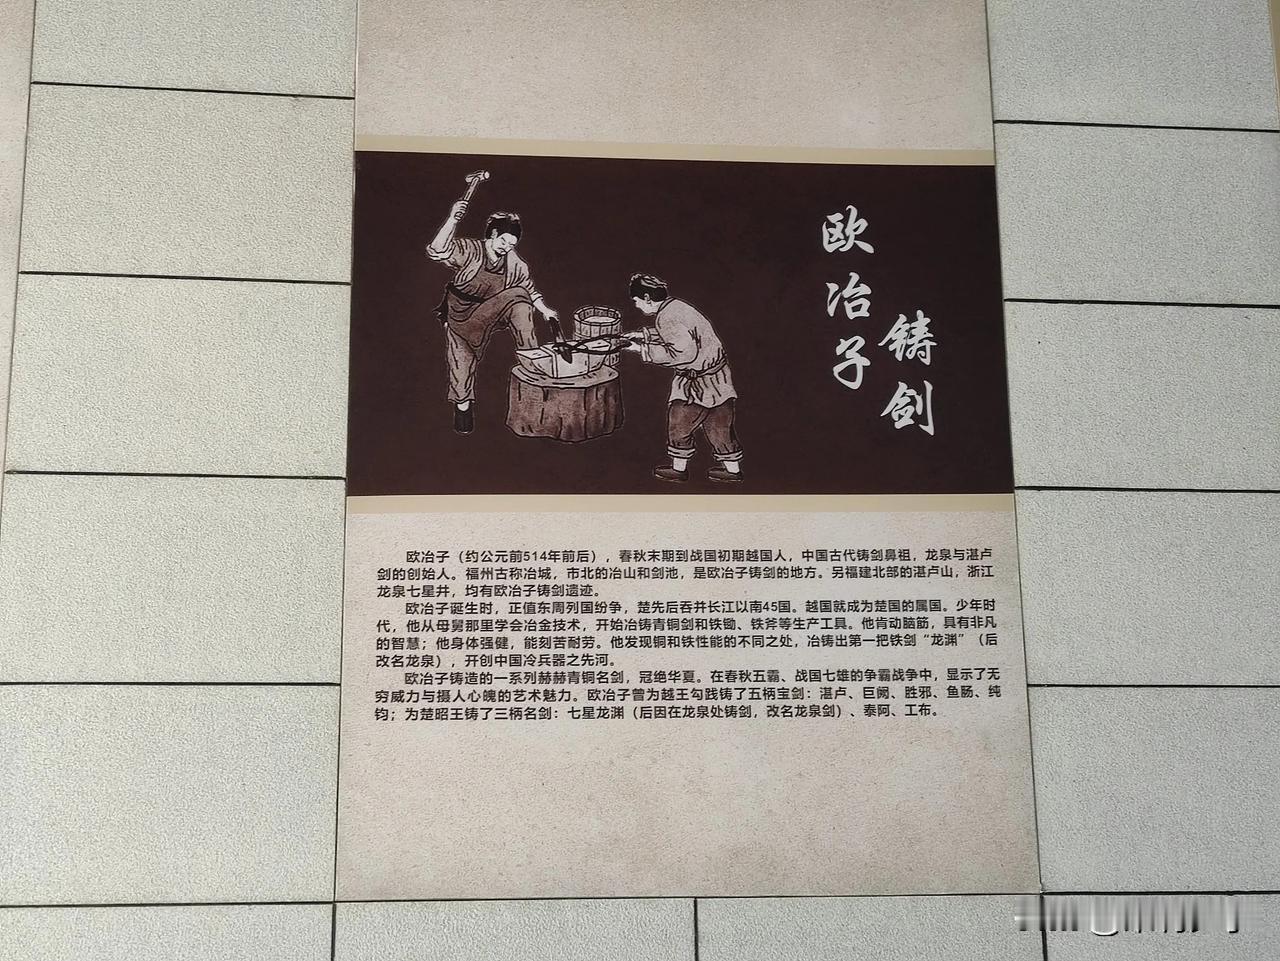 欧冶子
铸剑
欧冶子（约公元前514年前后），春秋末期到战国初期越国人，中国古代铸剑鼻祖，龙泉与湛卢
剑的创始人。福州古称冶城，市北的冶山和剑池，是欧冶子铸剑的地方。另福建北部的湛卢山，浙江
龙泉七星井，均有欧冶子铸剑遗迹。
欧冶子诞生时，正值东周列国纷争，楚先后吞并长江以南45国。越国就成为楚国的属国。少年时
代，他从母舅那里学会冶金技术，开始冶铸青铜剑和铁锄、铁斧等生产工具。他肯动脑筋，具有非凡
的智慧；他身体强健，能刻苦耐劳。他发现铜和铁性能的不同之处，冶铸出第一把铁剑“龙渊”（后
改名龙泉），开创中国冷兵器之先河。
欧冶子铸造的一系列赫赫青铜名剑，冠绝华夏。在春秋五霸、战国七雄的争霸战争中，显示了无
穷威力与摄人心魄的艺术魅力。欧冶子曾为越王勾践铸了五柄宝剑：湛卢、巨阙、胜邪、鱼肠、纯
钧；为楚昭王铸了三柄名剑：七星龙渊（后因在龙泉处铸剑，改名龙泉剑）、泰阿、工布。